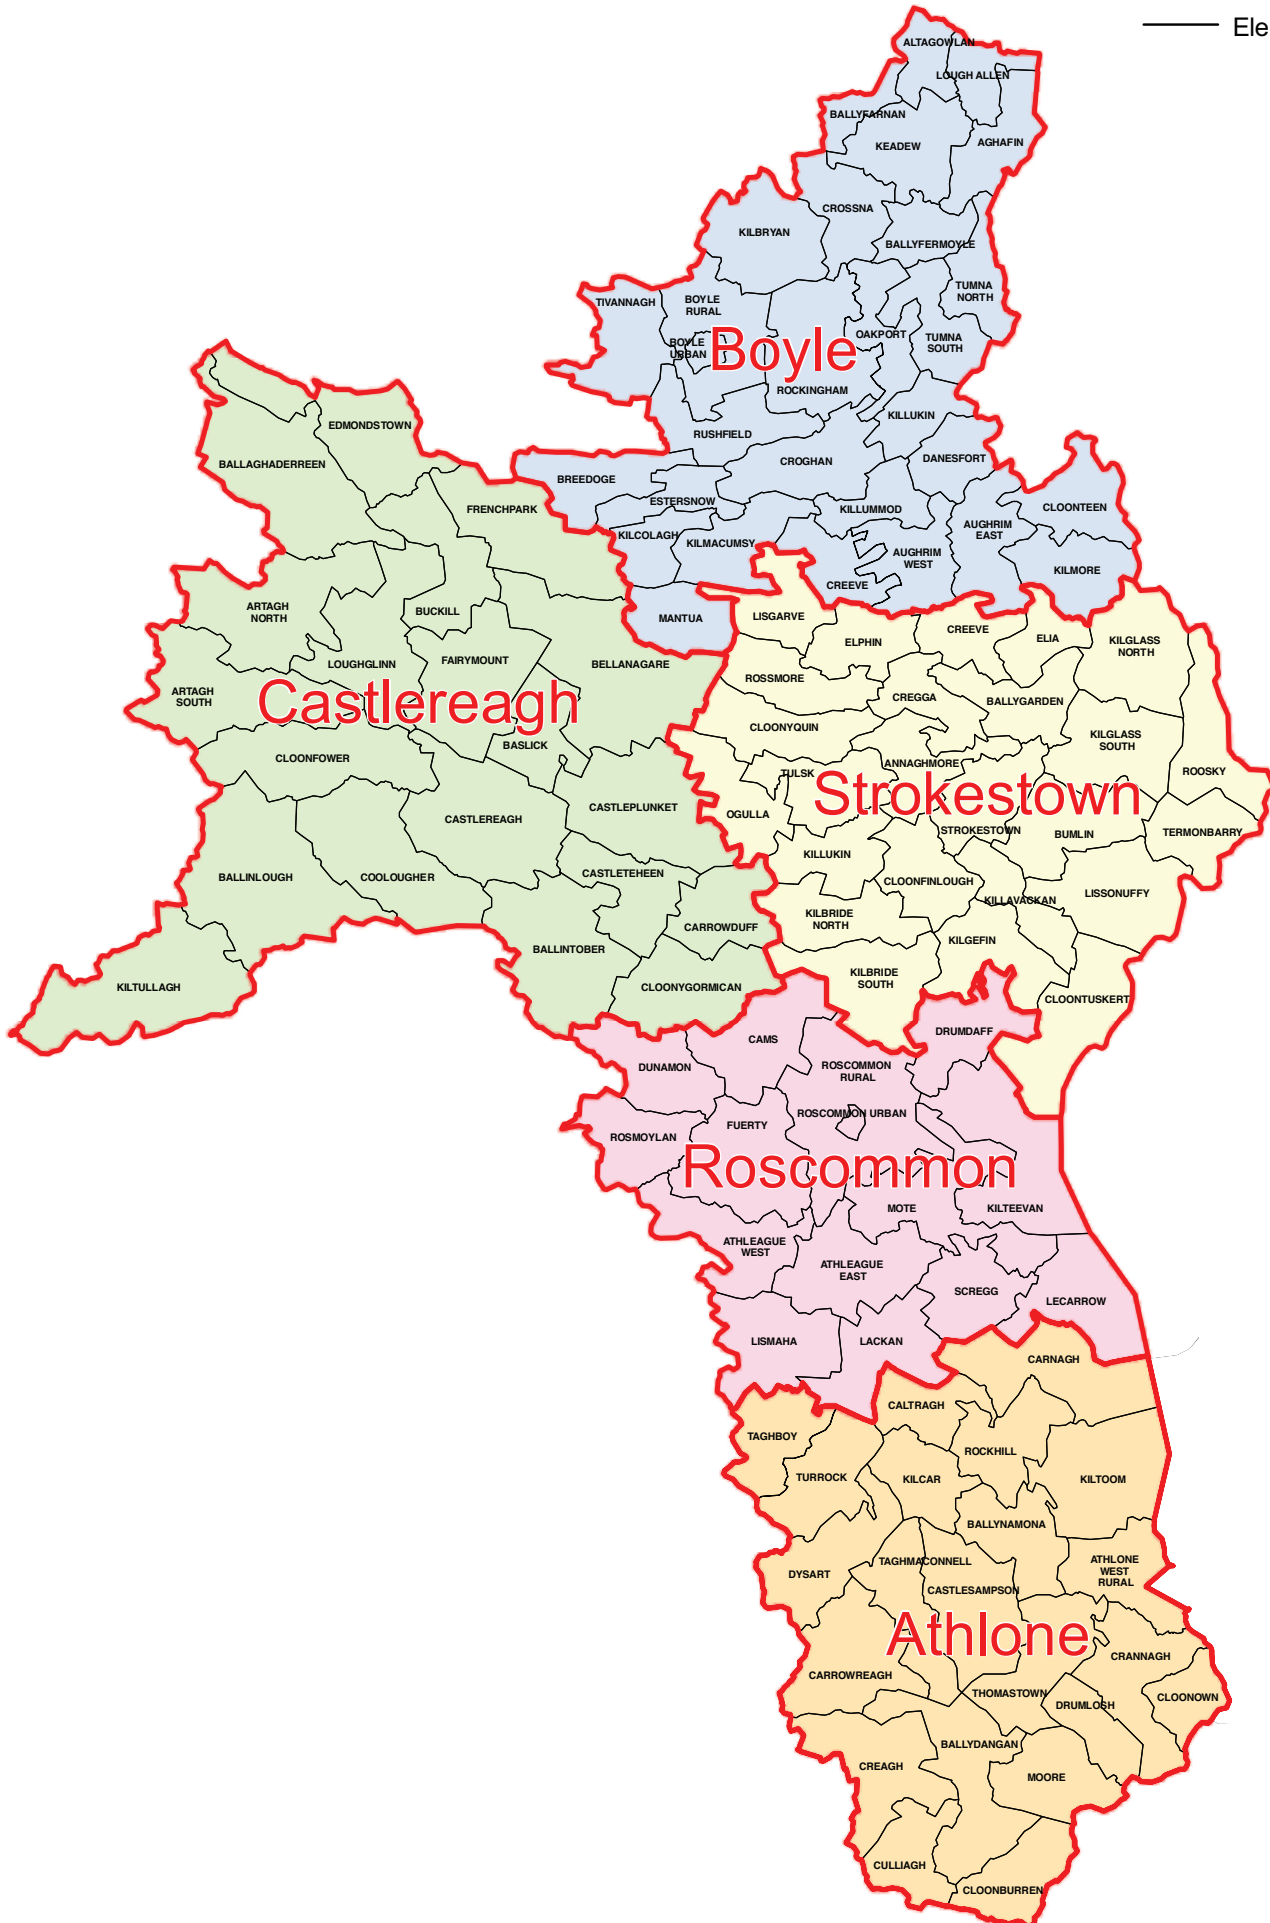 Ele
ALTAGOWLAN
LOUGH ALLEN
BALLYFARNAN
KEADEW
AGHAFIN
CROSSNA
KILBRYAN
BALLYFERMOYLE
TUMNA
NORTH
TIVANNAGH
BOYLE
RURAL
BOYLE
URBAN
Boyle
OAKPORT
TUMNA
SOUTH
ROCKINGHAM
KILLUKIN
RUSHFIELD
CROGHAN
DANESFORT
BREEDOGE
ESTERSNOW
KILLUMMOD
CLOONTEEN
AUGHRIM
EAST
KILCOLAGH
KILMACUMSY
AUGHRIM
WEST
KILMORE
CREEVE
MANTUA
EDMONDSTOWN
BALLAGHADERREEN
FRENCHPARK
ARTAGH
NORTH
BUCKILL
LOUGHGLINN
FAIRYMOUNT
BELLANAGARE
ARTAGH
SOUTH
Castlereagh
BASLICK
CLOONFOWER
CASTLEPLUNKET
CASTLEREAGH
BALLINLOUGH
COOLOUGHER
CASTLETEHEEN
CARROWDUFF
BALLINTOBER
KILTULLAGH
CLOONYGORMICAN
LISGARVE
ELPHIN
CREEVE
ELIA
KILGLASS
NORTH
ROSSMORE
CREGGA
BALLYGARDEN
CLOONYQUIN
KILGLASS
SOUTH
TULSK
ANNAGHMORE
ROOSKY
Strokestown
OGULLA
STROKESTOWN
BUMLIN
TERMONBARRY
KILLUKIN
CLOONFINLOUGH
KILLAVACKAN
LISSONUFFY
KILBRIDE
NORTH
KILGEFIN
KILBRIDE
SOUTH
CLOONTUSKERT
DRUMDAFF
CAMS
DUNAMON
ROSCOMMON
RURAL
ROSCOMMON URBAN
FUERTY
ROSMOYLAN
Roscommon
MOTE
KILTEEVAN
ATHLEAGUE
WEST
ATHLEAGUE
EAST
SCREGG
LECARROW
LISMAHA
LACKAN
CARNAGH
CALTRAGH
TAGHBOY
ROCKHILL
TURROCK
KILCAR
KILTOOM
BALLYNAMONA
TAGHMACONNELL
ATHLONE
WEST
RURAL
DYSART
CASTLESAMPSON
Athlone
CRANNAGH
CARROWREAGH
THOMASTOWN
DRUMLOSH
CLOONOWN
BALLYDANGAN
CREAGH
MOORE
CULLIAGH
CLOONBURREN